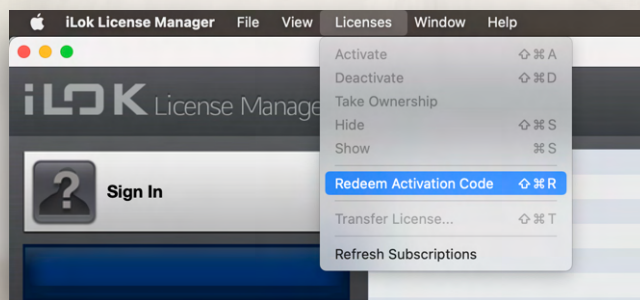 iLok License Manager File View Licenses Window Help
iLOK License Manage
Sign In
Activate ⇧⌘A
Deactivate ⇧⌘D
Take Ownership
Hide ⇧⌘S
Show ⌘S
Redeem Activation Code ⇧⌘R
Transfer License... ⇧⌘T
Refresh Subscriptions